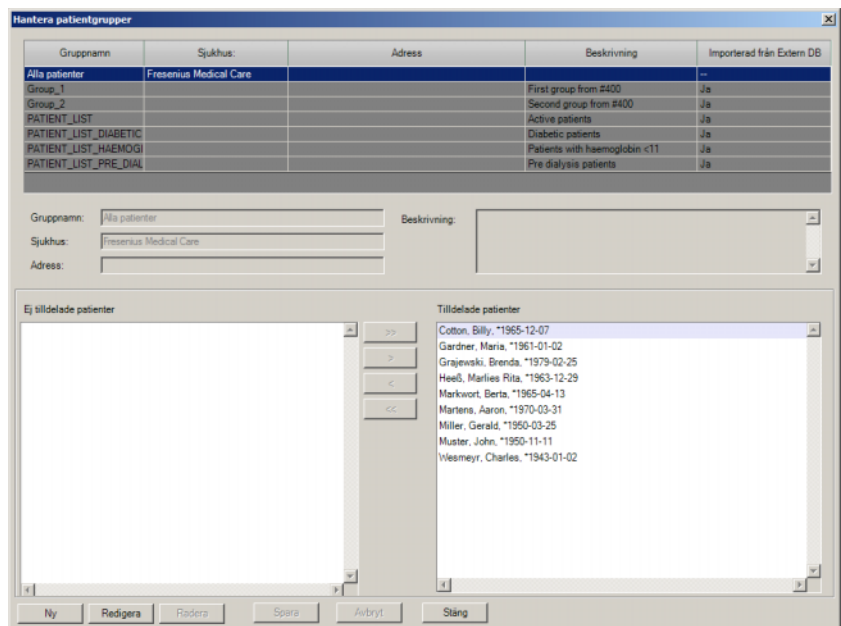 Hantera patientgrupper
Gruppnamn Sjukhus: Adress Beskrivning Importerad från Extern DB
Alla patienter Fresenius Medical Care --
Group_1 First group from #400 Ja
Group_2 Second group from #400 Ja
PATIENT_LIST Active patients Ja
PATIENT_LIST_DIABETIC Diabetic patients Ja
PATIENT_LIST_HAEMOGI Patients with haemoglobin <11 Ja
PATIENT_LIST_PRE_DIAL Pre dialysis patients Ja
Gruppnamn: Alla patienter Beskrivning:
Sjukhus: Fresenius Medical Care
Adress:
Ej tilldelade patienter Tilldelade patienter
>>
>
<
<<
Cotton, Billy, *1965-12-07
Gardner, Maria, *1961-01-02
Grajewski, Brenda, *1979-02-25
Heeß, Marlies Rita, *1963-12-29
Markwort, Berta, *1965-04-13
Martens, Aaron, *1970-03-31
Miller, Gerald, *1950-03-25
Muster, John, *1950-11-11
Wesmeyr, Charles, *1943-01-02
Ny Redigera Radera Spara Avbryt Stäng